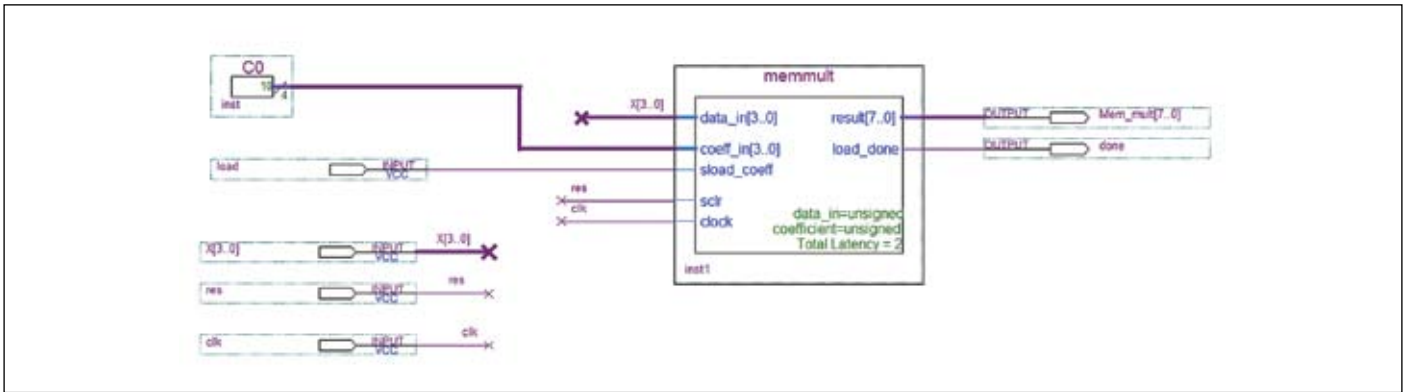 C0
10
4
inst
load
INPUT
VCC
X[3..0]
INPUT
VCC
X[3..0]
res
INPUT
VCC
res
clk
INPUT
VCC
clk
memmult
X[3..0]
data_in[3..0]
result[7..0]
coeff_in[3..0]
load_done
sload_coeff
res
sclr
clk
clock
data_in=unsigned
coefficient=unsigned
Total Latency = 2
inst1
OUTPUT
Mem_mult[7..0]
OUTPUT
done